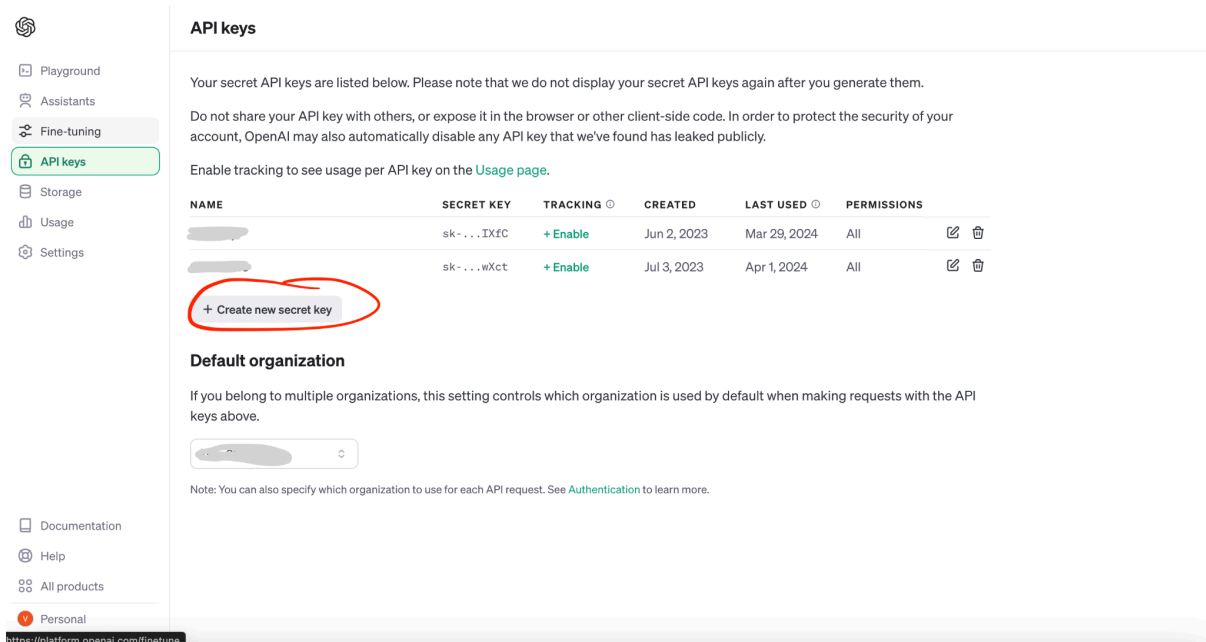 API keys
Playground
Assistants
Fine-tuning
API keys
Storage
Usage
Settings
Documentation
Help
All products
V Personal
https://platform.openai.com/finetune
Your secret API keys are listed below. Please note that we do not display your secret API keys again after you generate them.
Do not share your API key with others, or expose it in the browser or other client-side code. In order to protect the security of your
account, OpenAI may also automatically disable any API key that we've found has leaked publicly.
Enable tracking to see usage per API key on the Usage page.
NAME SECRET KEY TRACKING CREATED LAST USED PERMISSIONS
sk-...IXfC + Enable Jun 2, 2023 Mar 29, 2024 All
sk-...wXct + Enable Jul 3, 2023 Apr 1, 2024 All
+ Create new secret key
Default organization
If you belong to multiple organizations, this setting controls which organization is used by default when making requests with the API
keys above.
Note: You can also specify which organization to use for each API request. See Authentication to learn more.